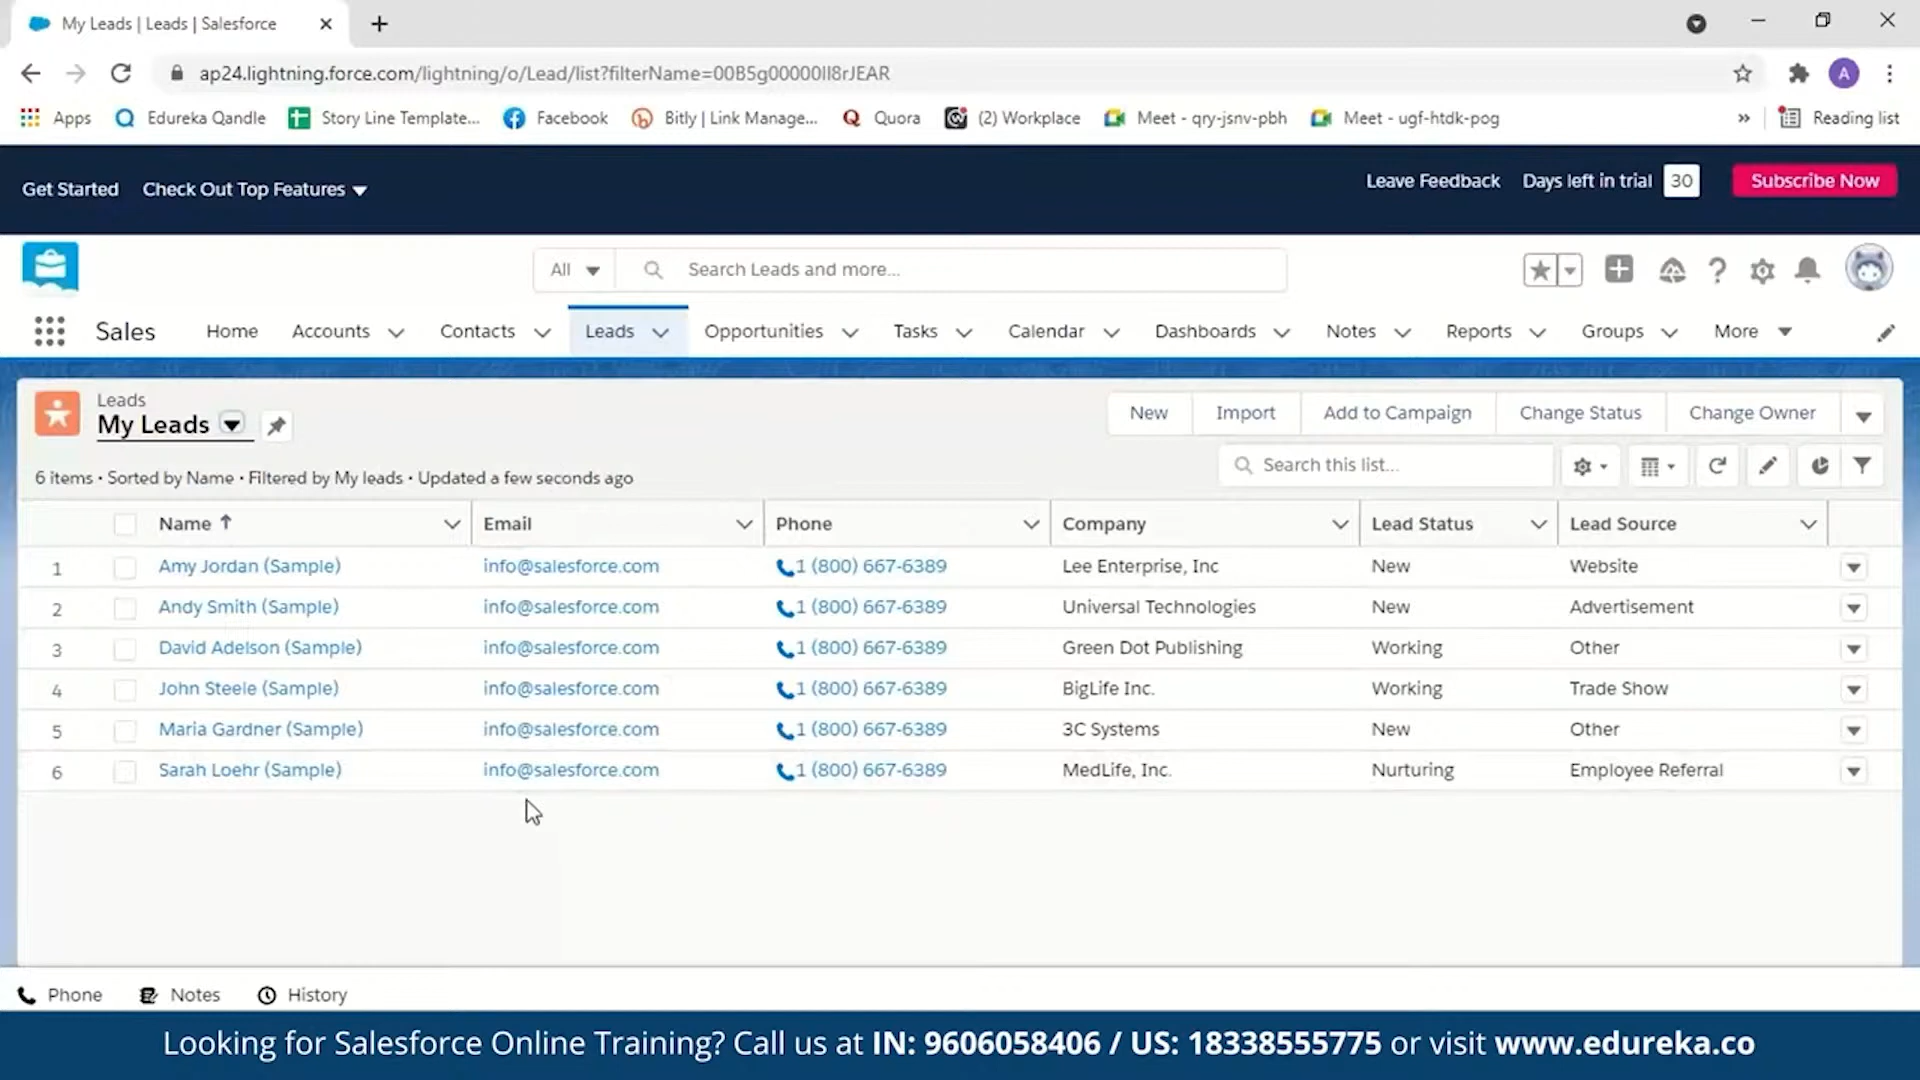 My Leads | Leads | Salesforce
ap24.lightning.force.com/lightning/o/Lead/list?filterName=00B5g00000Il8rJEAR
Apps Edureka Qandle Story Line Template... Facebook Bitly | Link Manage... Quora (2) Workplace Meet - qry-jsnv-pbh Meet - ugf-htdk-pog » Reading list
A
Get Started Check Out Top Features Leave Feedback Days left in trial 30 Subscribe Now
All Search Leads and more...
Sales Home Accounts Contacts Leads Opportunities Tasks Calendar Dashboards Notes Reports Groups More
Leads
My Leads
New Import Add to Campaign Change Status Change Owner
6 items • Sorted by Name • Filtered by My leads • Updated a few seconds ago
Search this list...
Name ↑ Email Phone Company Lead Status Lead Source
1 Amy Jordan (Sample) info@salesforce.com 1 (800) 667-6389 Lee Enterprise, Inc New Website
2 Andy Smith (Sample) info@salesforce.com 1 (800) 667-6389 Universal Technologies New Advertisement
3 David Adelson (Sample) info@salesforce.com 1 (800) 667-6389 Green Dot Publishing Working Other
4 John Steele (Sample) info@salesforce.com 1 (800) 667-6389 BigLife Inc. Working Trade Show
5 Maria Gardner (Sample) info@salesforce.com 1 (800) 667-6389 3C Systems New Other
6 Sarah Loehr (Sample) info@salesforce.com 1 (800) 667-6389 MedLife, Inc. Nurturing Employee Referral
Phone Notes History
Looking for Salesforce Online Training? Call us at IN: 9606058406 / US: 18338555775 or visit www.edureka.co